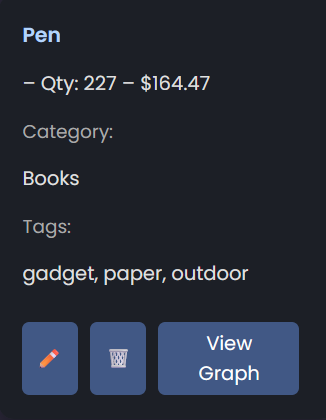 Pen
– Qty: 227 – $164.47
Category:
Books
Tags:
gadget, paper, outdoor
View
Graph